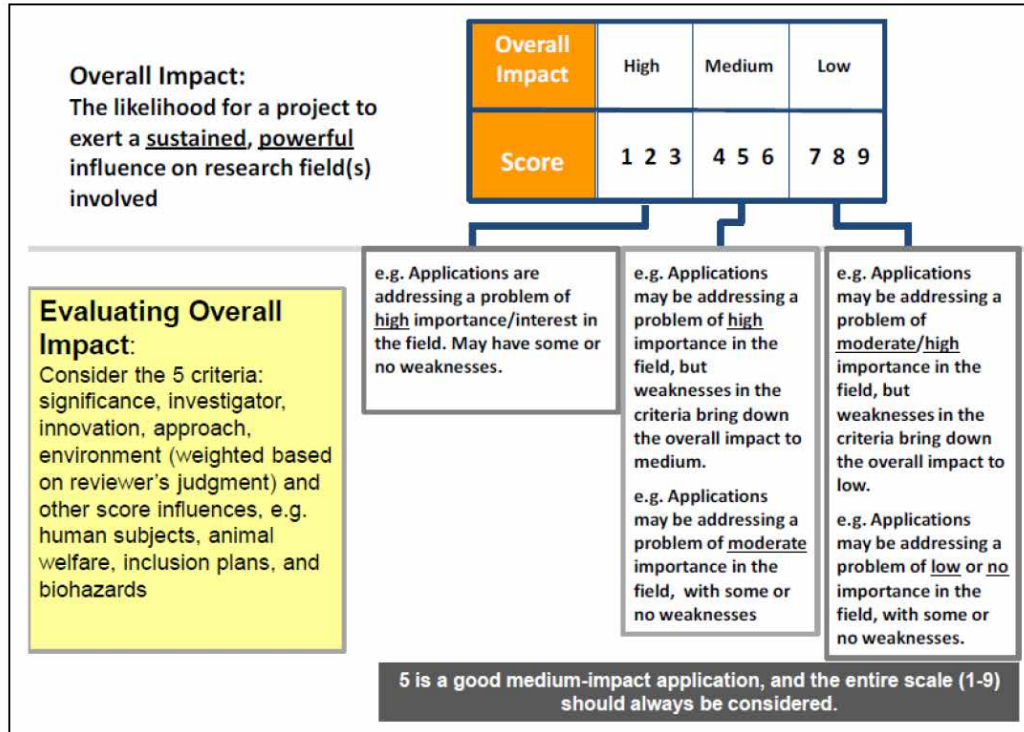 Overall Impact:
The likelihood for a project to
exert a sustained, powerful
influence on research field(s)
involved
Overall
Impact
High
Medium
Low
Score
1 2 3
4 5 6
7 8 9
Evaluating Overall
Impact:
Consider the 5 criteria:
significance, investigator,
innovation, approach,
environment (weighted based
on reviewer's judgment) and
other score influences, e.g.
human subjects, animal
welfare, inclusion plans, and
biohazards
e.g. Applications are
addressing a problem of
high importance/interest in
the field. May have some or
no weaknesses.
e.g. Applications
may be addressing a
problem of high
importance in the
field, but
weaknesses in the
criteria bring down
the overall impact to
medium.
e.g. Applications
may be addressing a
problem of moderate
importance in the
field, with some or
no weaknesses
e.g. Applications
may be addressing a
problem of
moderate/high
importance in the
field, but
weaknesses in the
criteria bring down
the overall impact to
low.
e.g. Applications
may be addressing a
problem of low or no
importance in the
field, with some or
no weaknesses.
5 is a good medium-impact application, and the entire scale (1-9)
should always be considered.